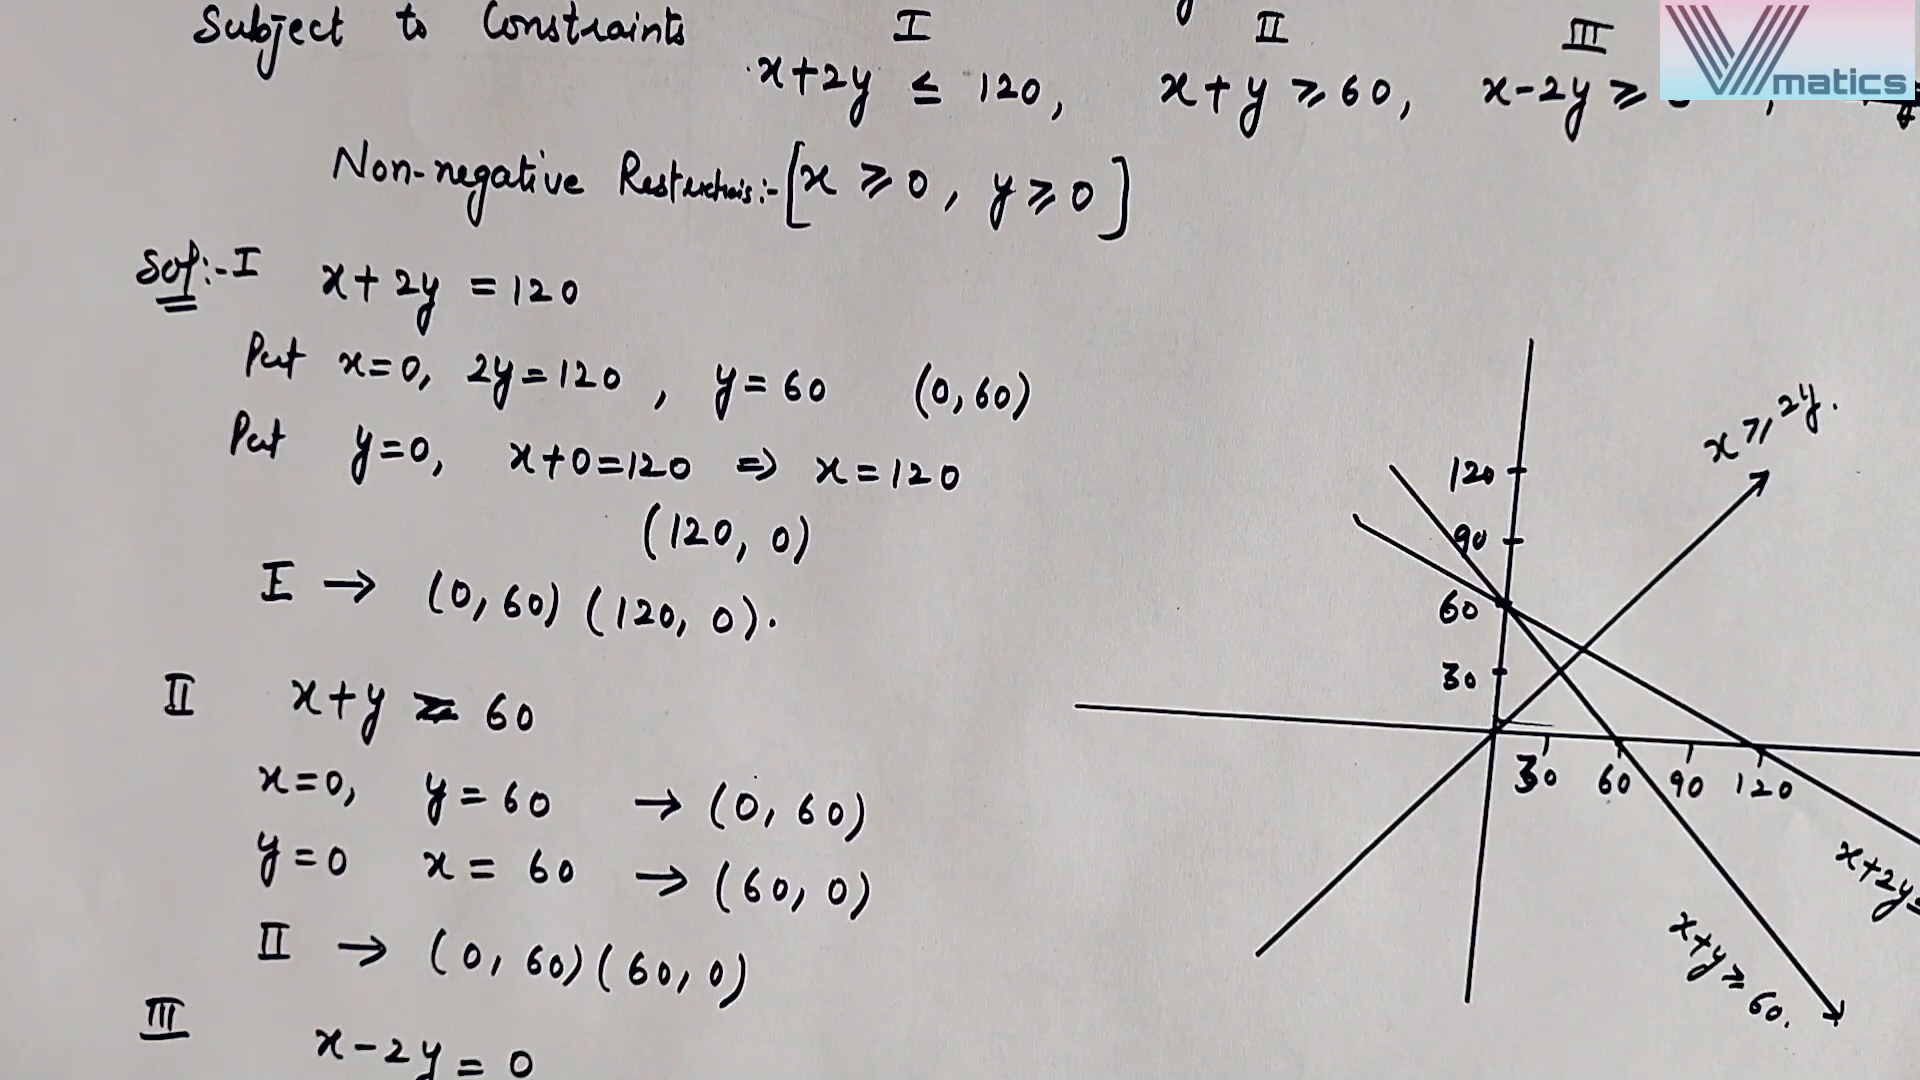 Subject to Constraints I II III
x+2y ≤ 120, x+y ≥ 60, x-2y ≥
Vmatics
Non-negative Restrictions:- [x ≥ 0, y ≥ 0]
Sol:- I x+2y = 120
Put x=0, 2y=120, y=60 (0,60)
Put y=0, x+0=120 ⇒ x=120
(120, 0)
I → (0,60) (120, 0).
II x+y = 60
x=0, y=60 → (0, 60)
y=0 x=60 → (60, 0)
II → (0, 60) (60, 0)
III
x-2y = 0
x ≥ 2y.
120
90
60
30
30 60 90 120
x+2y≤
x+y ≥ 60.